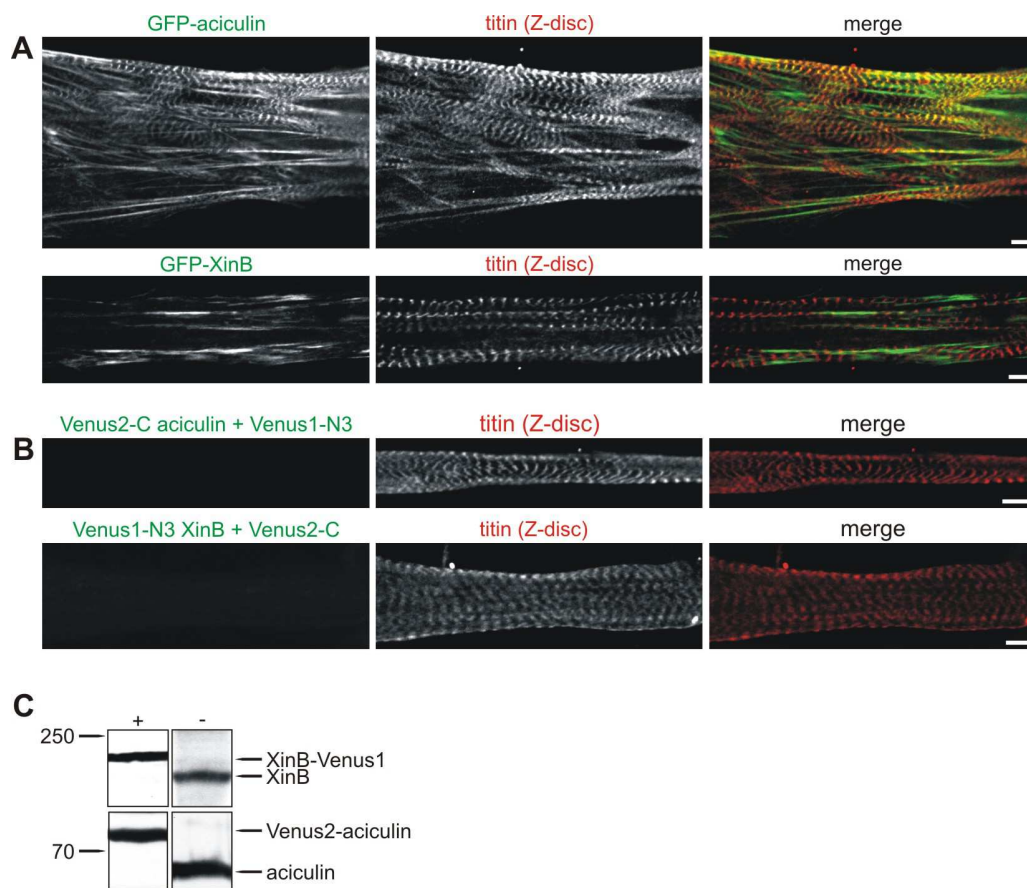 A
GFP-aciculin titin (Z-disc) merge
GFP-XinB titin (Z-disc) merge
B
Venus2-C aciculin + Venus1-N3 titin (Z-disc) merge
Venus1-N3 XinB + Venus2-C titin (Z-disc) merge
C
+ -
250
XinB-Venus1
XinB
Venus2-aciculin
70
aciculin